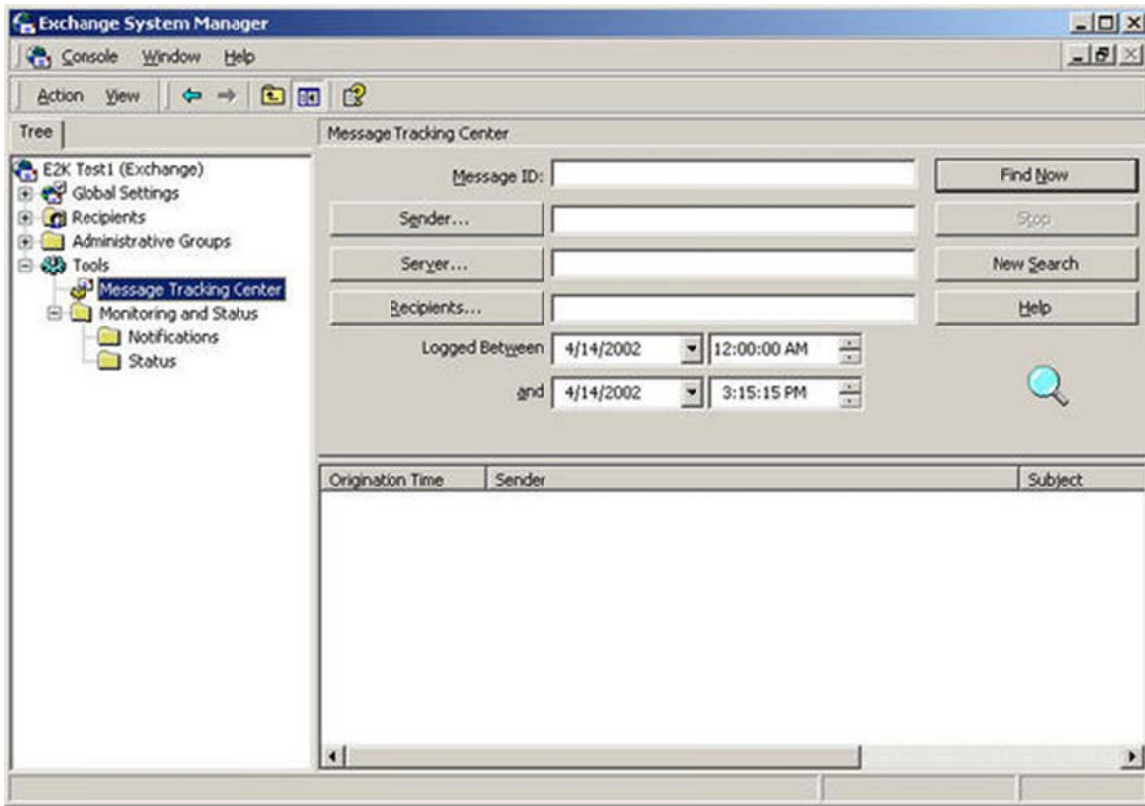 Exchange System Manager
Console Window Help
Action View
Tree
Message Tracking Center
E2K Test1 (Exchange)
Global Settings
Recipients
Administrative Groups
Tools
Message Tracking Center
Monitoring and Status
Notifications
Status
Message ID:
Find Now
Sender...
Stop
Server...
New Search
Recipients...
Help
Logged Between 4/14/2002 12:00:00 AM
and 4/14/2002 3:15:15 PM
Origination Time Sender Subject